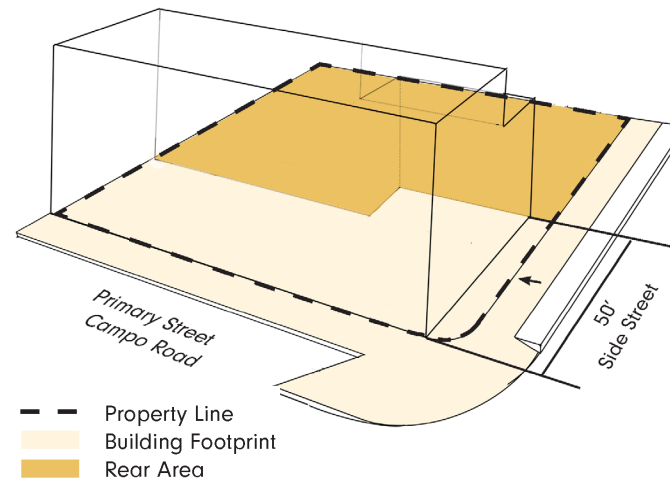 Primary Street
Campo Road
50'
Side Street
Property Line
Building Footprint
Rear Area